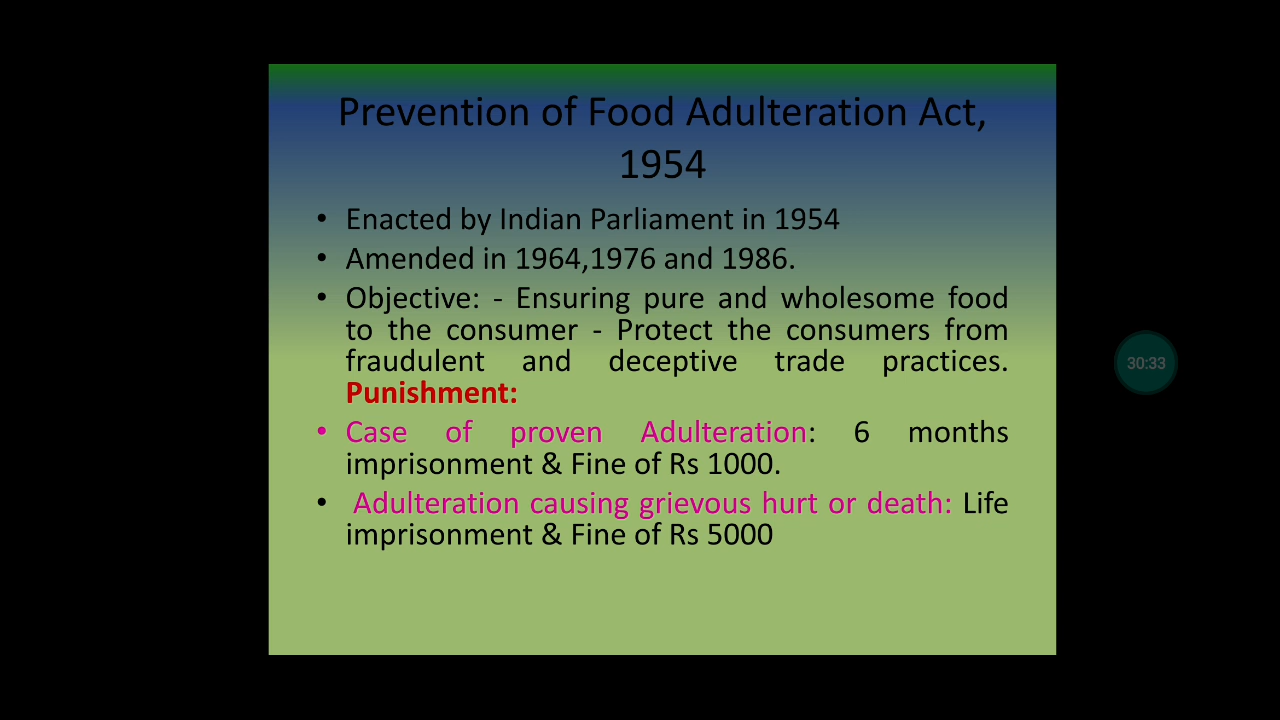 Prevention of Food Adulteration Act,
1954
• Enacted by Indian Parliament in 1954
• Amended in 1964,1976 and 1986.
• Objective: - Ensuring pure and wholesome food
to the consumer - Protect the consumers from
fraudulent and deceptive trade practices.
Punishment:
• Case of proven Adulteration: 6 months
imprisonment & Fine of Rs 1000.
• Adulteration causing grievous hurt or death: Life
imprisonment & Fine of Rs 5000
30:33